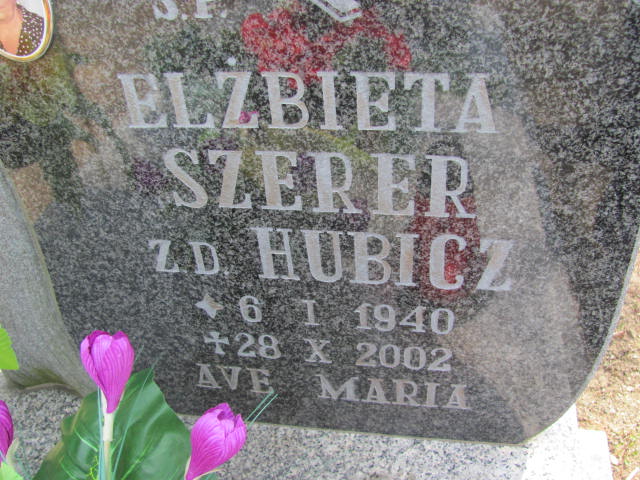 Ś.P.
ELŻBIETA
SZERER
Z D. HUBICZ
6 I 1940
28 X 2002
AVE MARIA